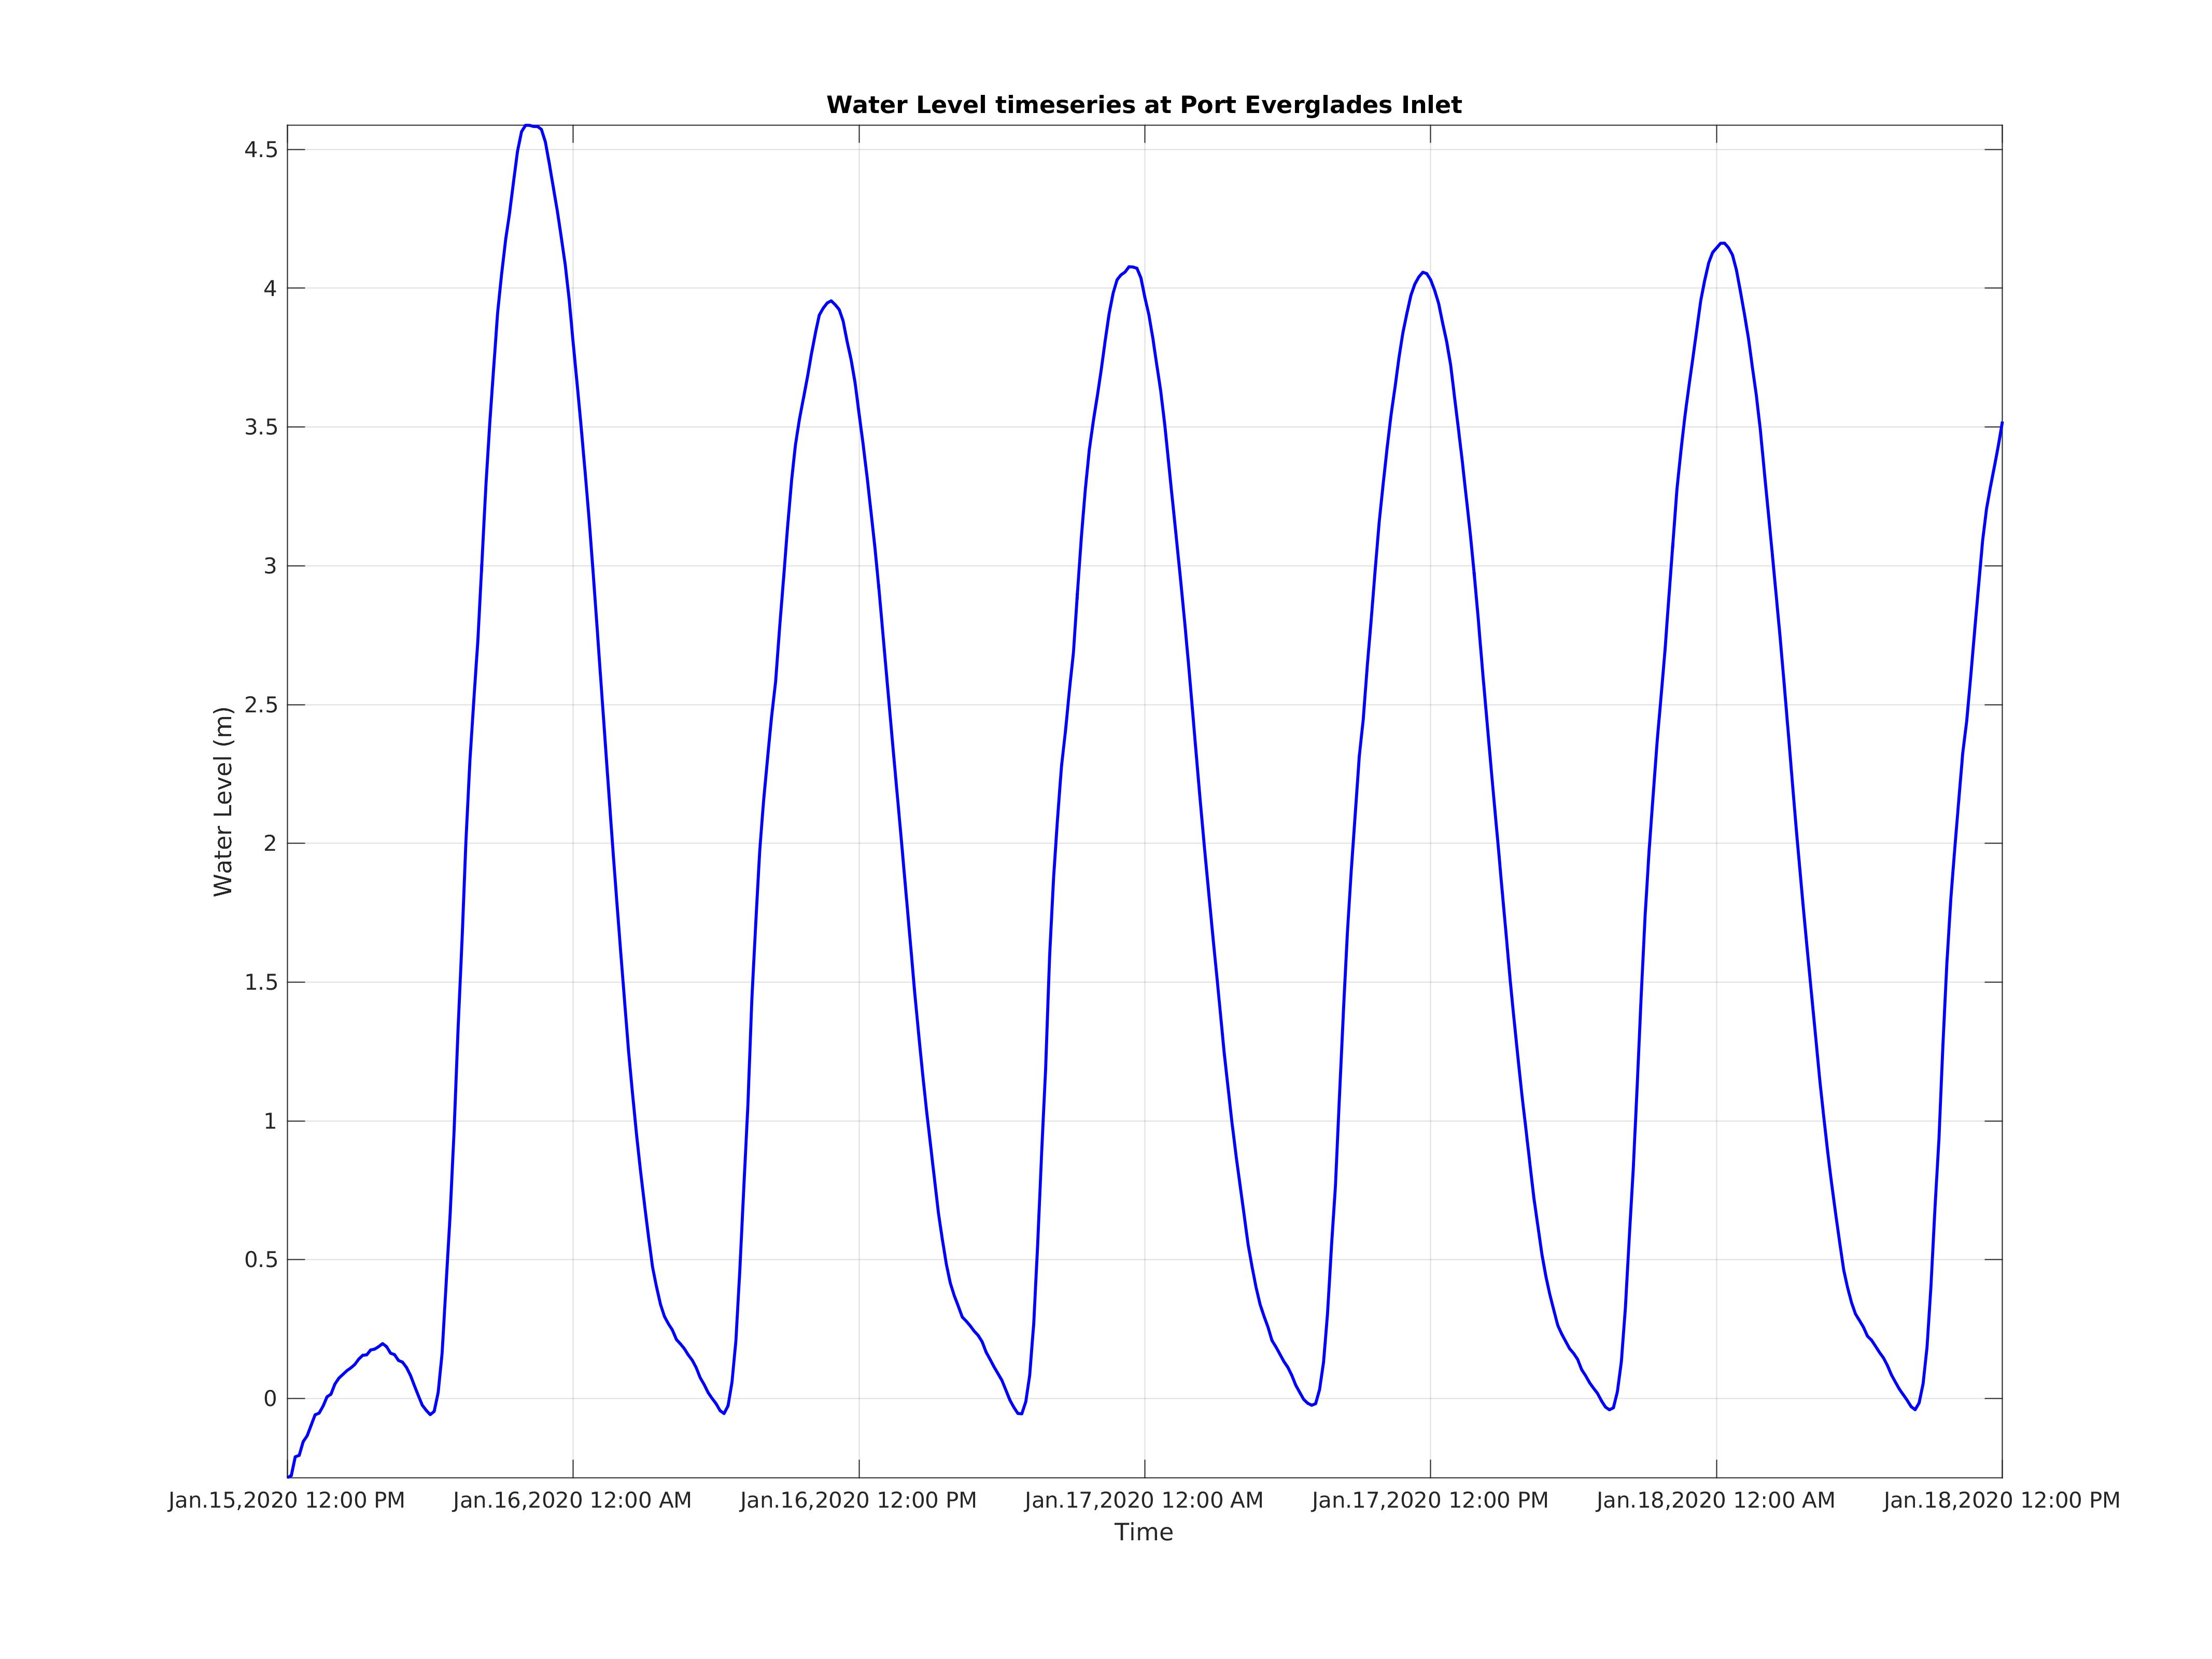 Water Level timeseries at Port Everglades Inlet
4.5
4
3.5
3
2.5
2
1.5
1
0.5
0
Water Level (m)
Jan.15,2020 12:00 PM Jan.16,2020 12:00 AM Jan.16,2020 12:00 PM Jan.17,2020 12:00 AM Jan.17,2020 12:00 PM Jan.18,2020 12:00 AM Jan.18,2020 12:00 PM
Time